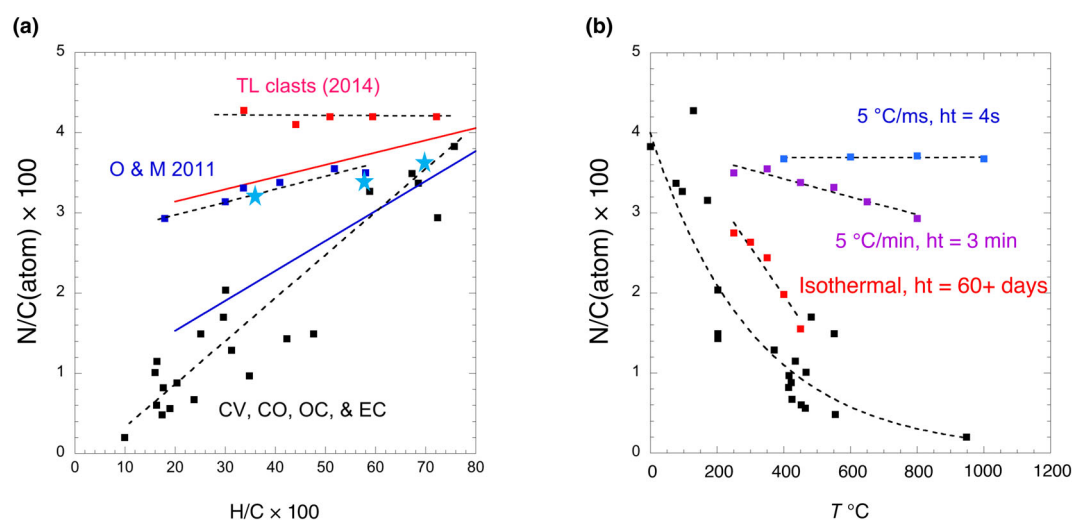 (a)
5
4
3
2
1
0
N/C(atom) × 100
TL clasts (2014)
O & M 2011
CV, CO, OC, & EC
0 10 20 30 40 50 60 70 80
H/C × 100
(b)
5
4
3
2
1
0
N/C(atom) × 100
5 °C/ms, ht = 4s
5 °C/min, ht = 3 min
Isothermal, ht = 60+ days
0 200 400 600 800 1000 1200
T °C